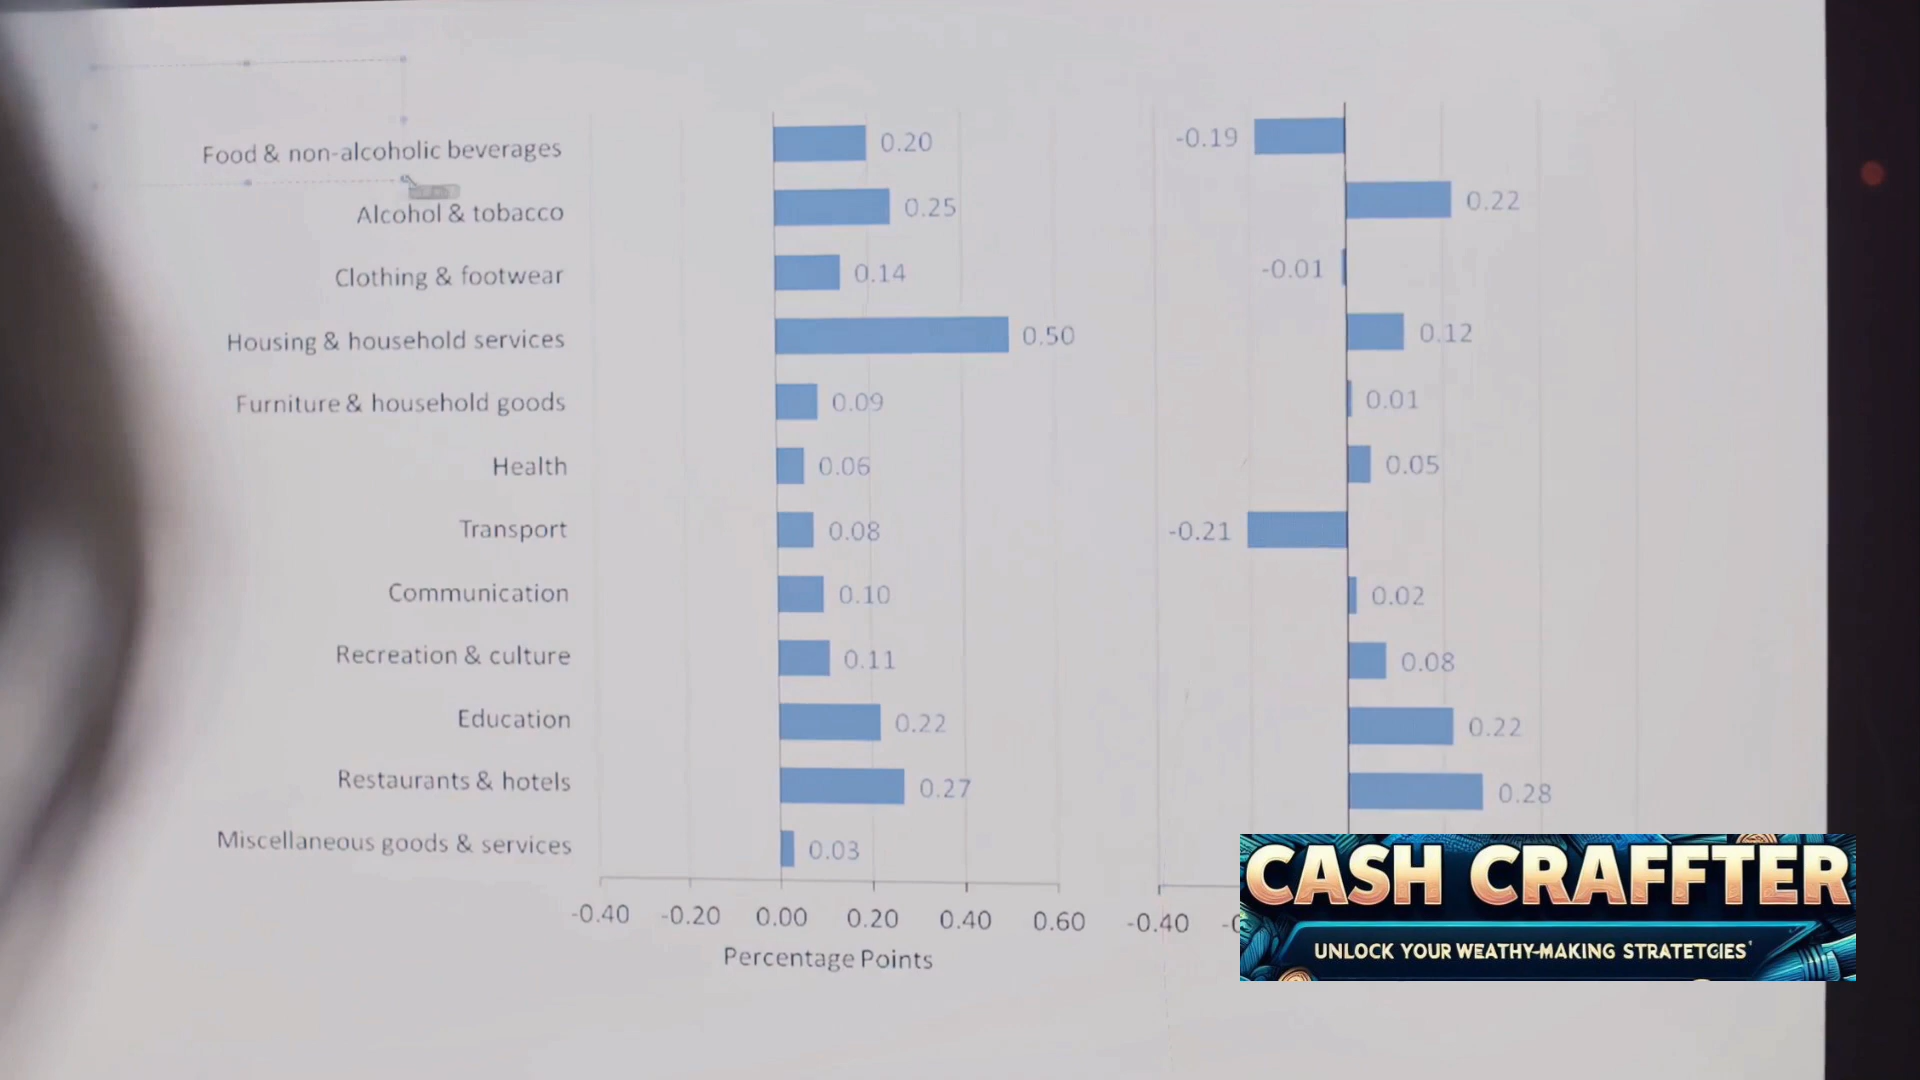 Food & non-alcoholic beverages 0.20 -0.19
Alcohol & tobacco 0.25 0.22
Clothing & footwear 0.14 -0.01
Housing & household services 0.50 0.12
Furniture & household goods 0.09 0.01
Health 0.06 0.05
Transport 0.08 -0.21
Communication 0.10 0.02
Recreation & culture 0.11 0.08
Education 0.22 0.22
Restaurants & hotels 0.27 0.28
Miscellaneous goods & services 0.03
-0.40 -0.20 0.00 0.20 0.40 0.60 -0.40
Percentage Points
CASH CRAFFTER
UNLOCK YOUR WEATHY-MAKING STRATETGIES'